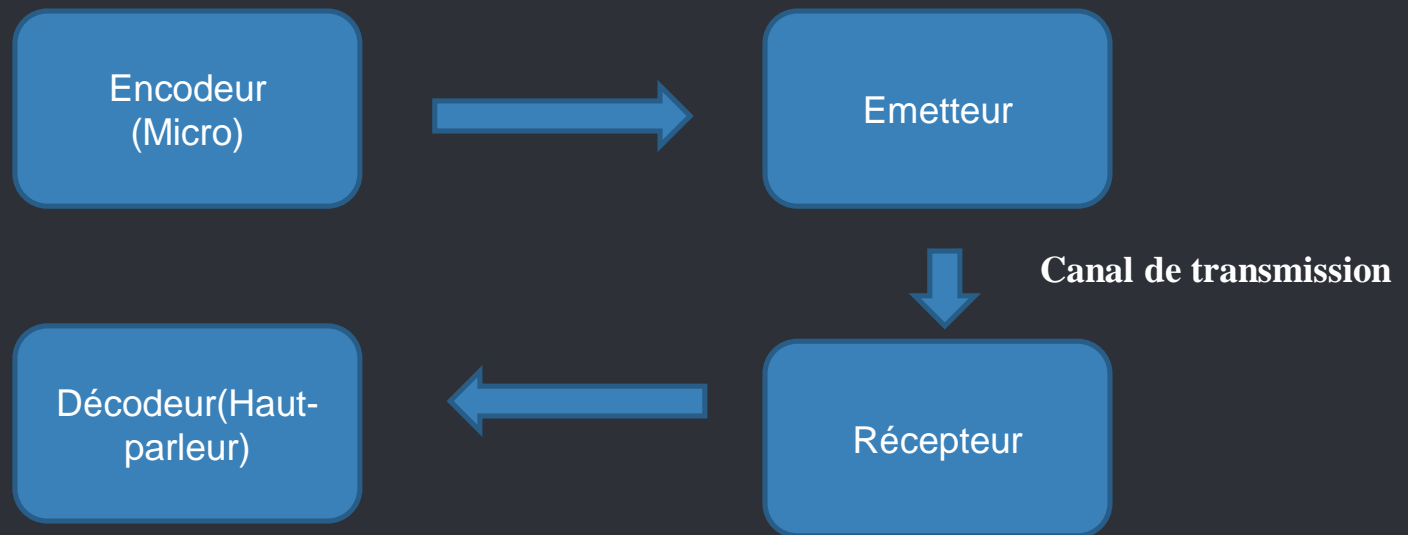 Encodeur
(Micro)
Emetteur
Canal de transmission
Décodeur(Haut-
parleur)
Récepteur